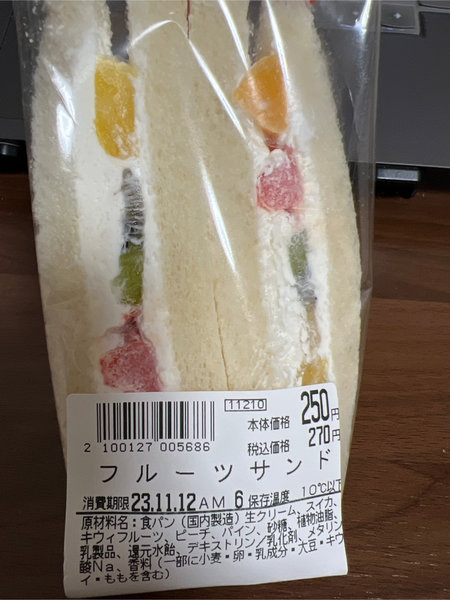 11210
本体価格 250円
税込価格 270円
2 100127 005686
フルーツサンド
消費期限 23.11.12 AM 6 保存温度 10℃以下
原材料名:食パン(国内製造)生クリーム、スイカ、
キウィフルーツ、ピーチ、パイン、砂糖、植物油脂、
乳製品、還元水飴、デキストリン/乳化剤、メタリン
酸Na、香料(一部に小麦・卵・乳成分・大豆・キウ
イ・ももを含む)